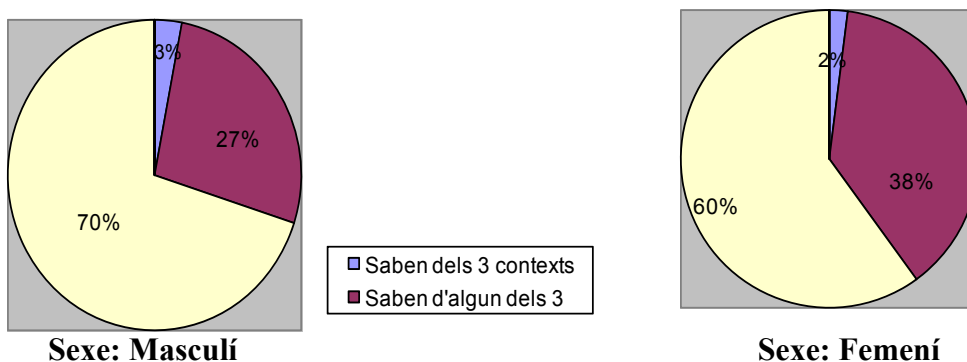 3%
27%
70%
2%
38%
60%
Saben dels 3 contexts
Saben d'algun dels 3
Sexe: Masculí
Sexe: Femení